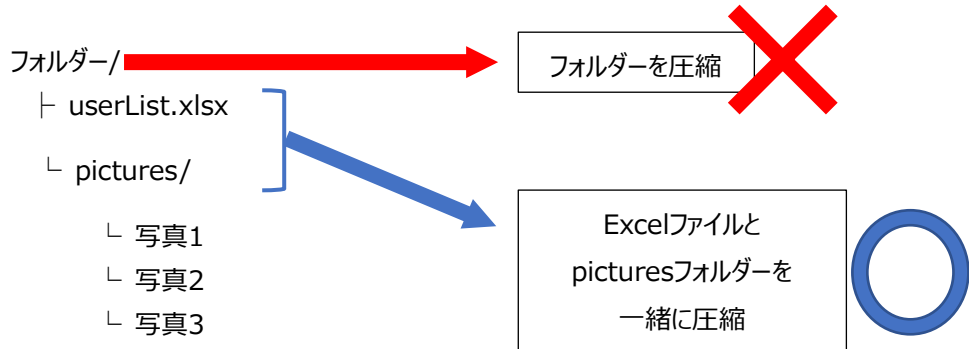 フォルダー/
├ userList.xlsx
└ pictures/
└ 写真1
└ 写真2
└ 写真3
フォルダーを圧縮
Excelファイルと
picturesフォルダーを
一緒に圧縮